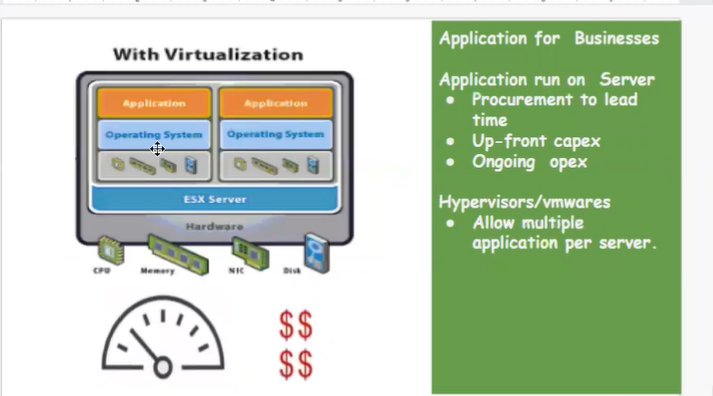 With Virtualization
Application
Application
Operating System
Operating System
ESX Server
Hardware
CPU
Memory
NIC
Disk
$$
$$
Application for Businesses
Application run on Server
● Procurement to lead
time
● Up-front capex
● Ongoing opex
Hypervisors/vmwares
● Allow multiple
application per server.